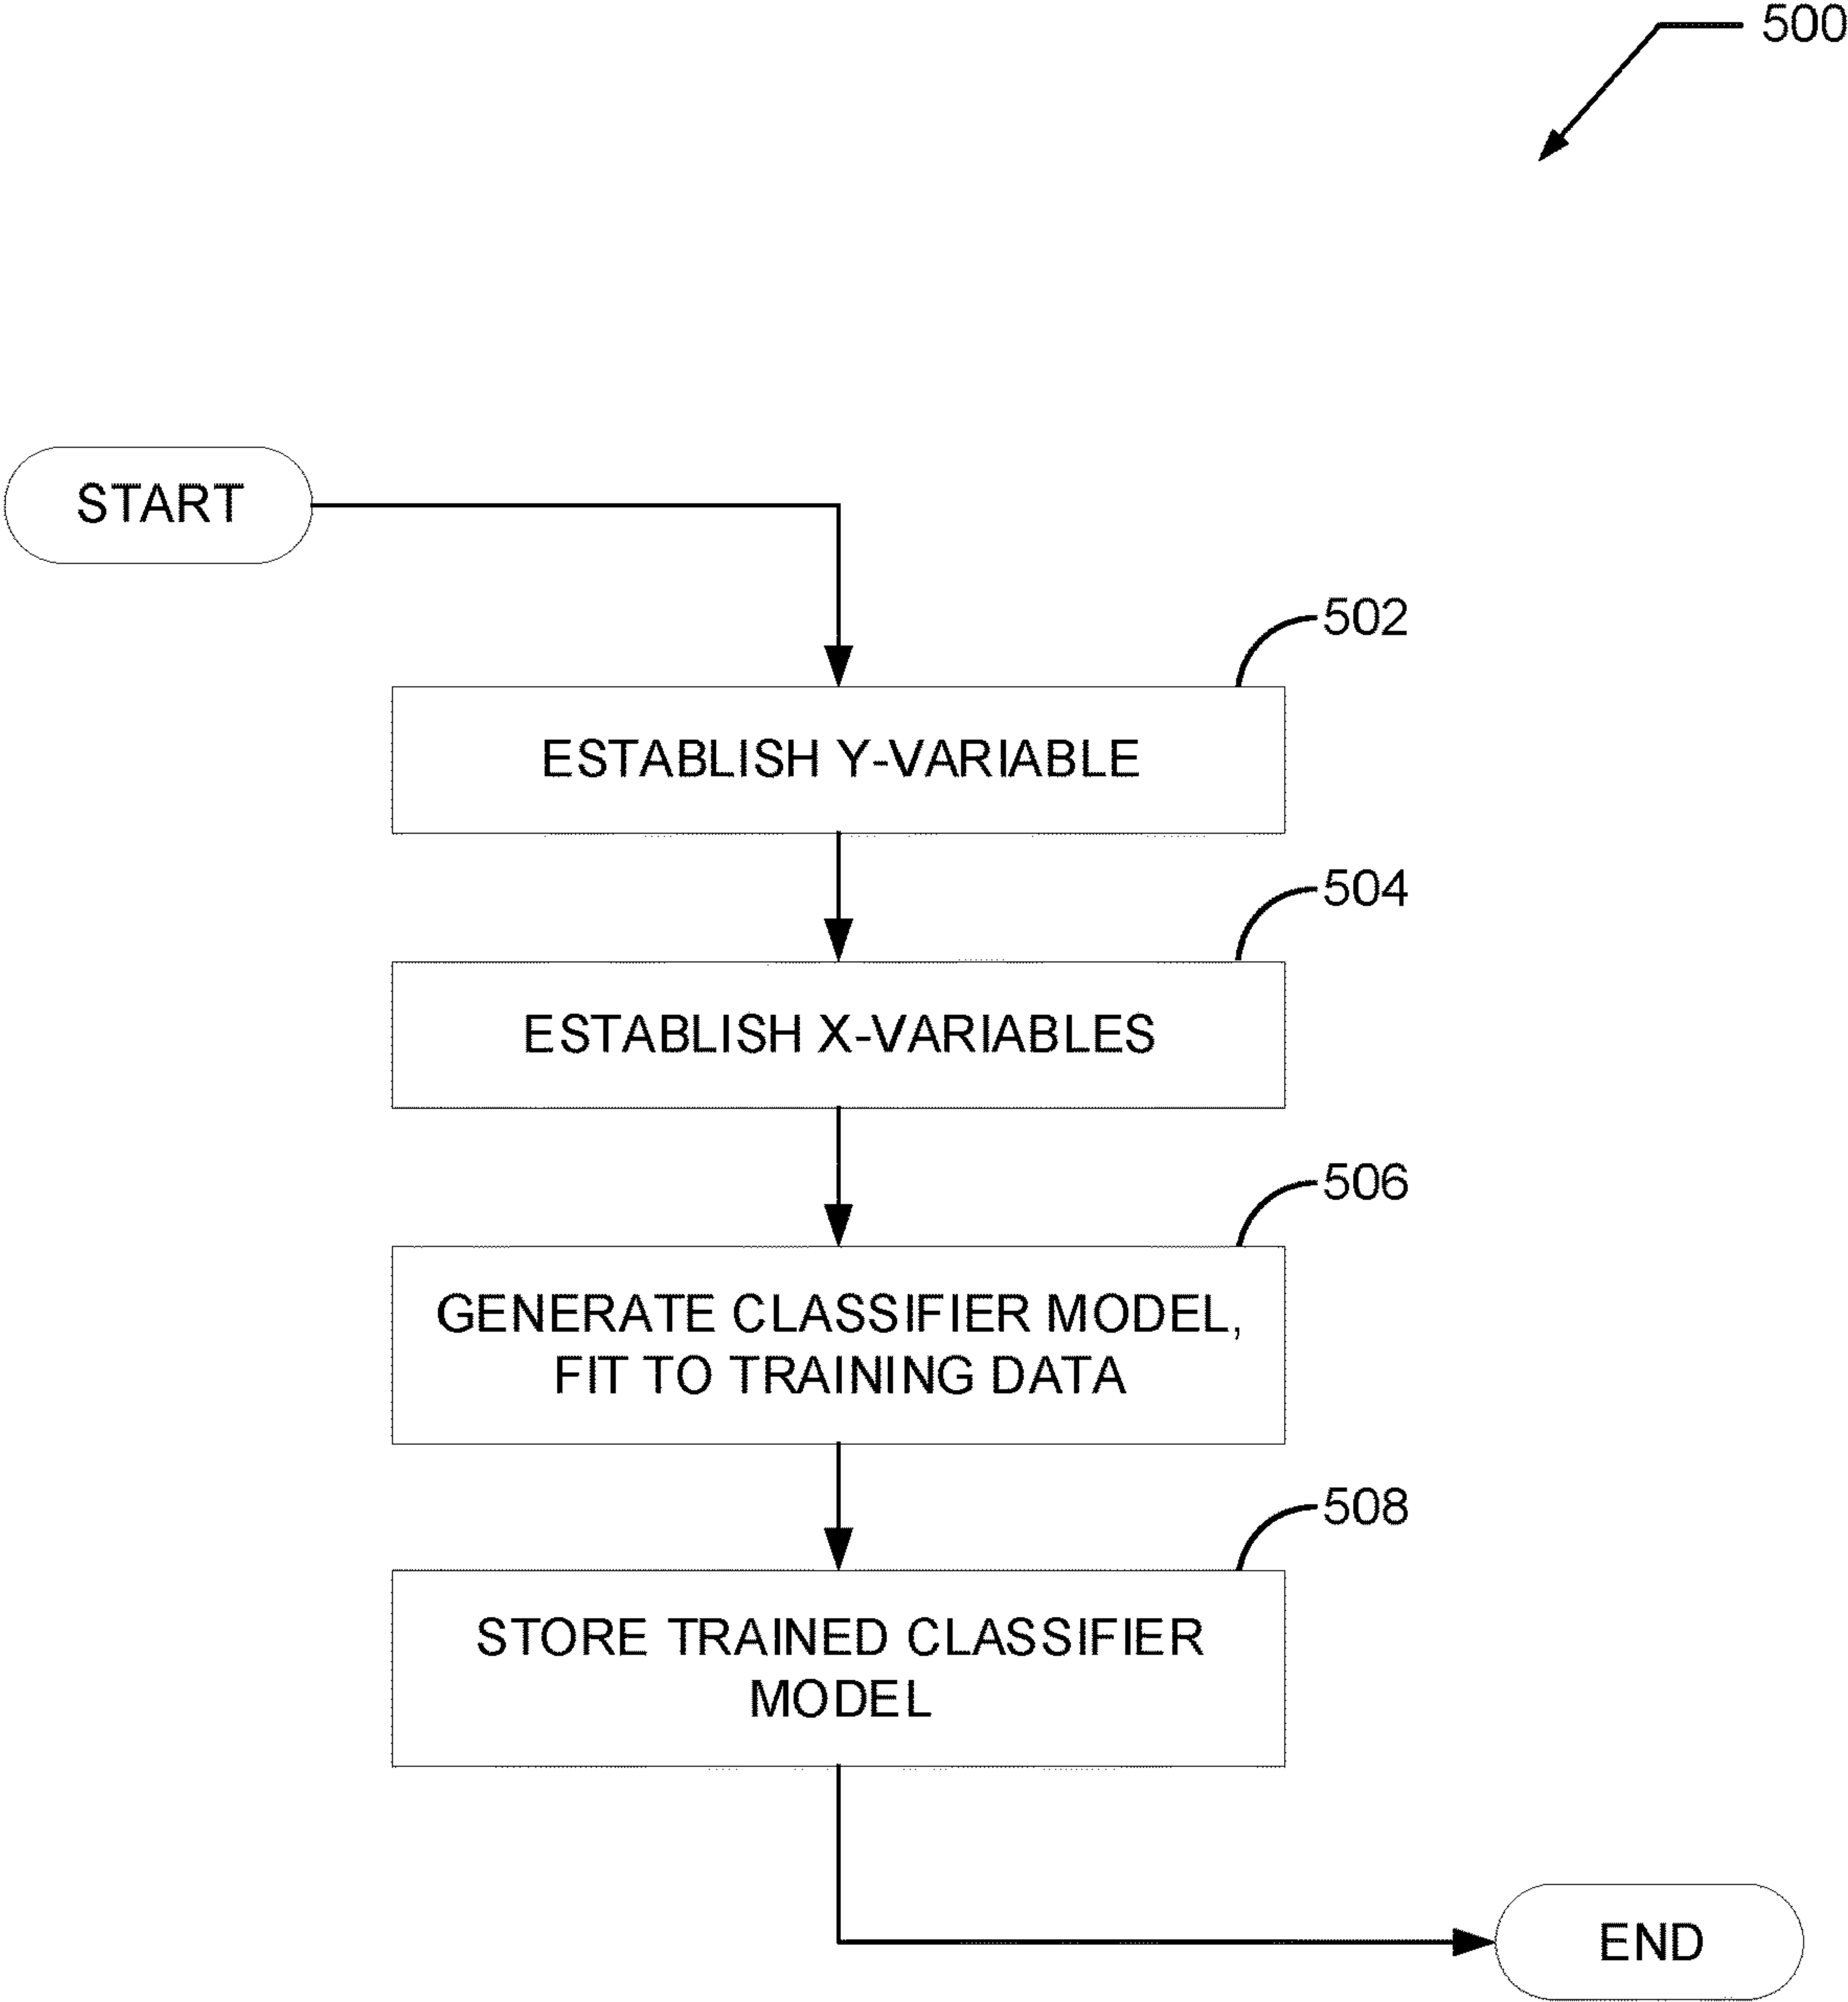 500
START
502
ESTABLISH Y-VARIABLE
504
ESTABLISH X-VARIABLES
506
GENERATE CLASSIFIER MODEL,
FIT TO TRAINING DATA
508
STORE TRAINED CLASSIFIER
MODEL
END